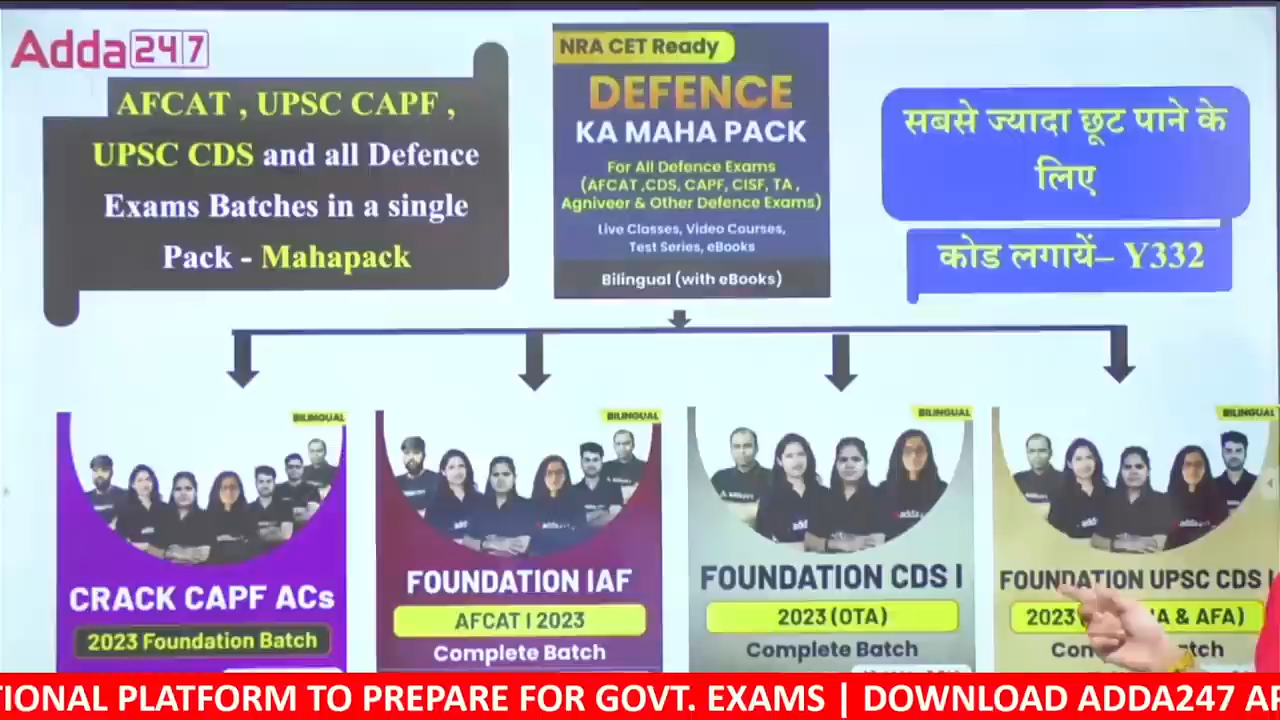 Adda247
AFCAT , UPSC CAPF ,
UPSC CDS and all Defence
Exams Batches in a single
Pack - Mahapack
NRA CET Ready
DEFENCE
KA MAHA PACK
For All Defence Exams
(AFCAT ,CDS, CAPF, CISF, TA ,
Agniveer & Other Defence Exams)
Live Classes, Video Courses,
Test Series, eBooks
Bilingual (with eBooks)
सबसे ज्यादा छूट पाने के
लिए
कोड लगायें– Y332
BILINGUAL
CRACK CAPF ACs
2023 Foundation Batch
BILINGUAL
FOUNDATION IAF
AFCAT I 2023
Complete Batch
BILINGUAL
FOUNDATION CDS I
2023 (OTA)
Complete Batch
BILINGUAL
FOUNDATION UPSC CDS I
2023 & AFA)
TIONAL PLATFORM TO PREPARE FOR GOVT. EXAMS | DOWNLOAD ADDA247 AP